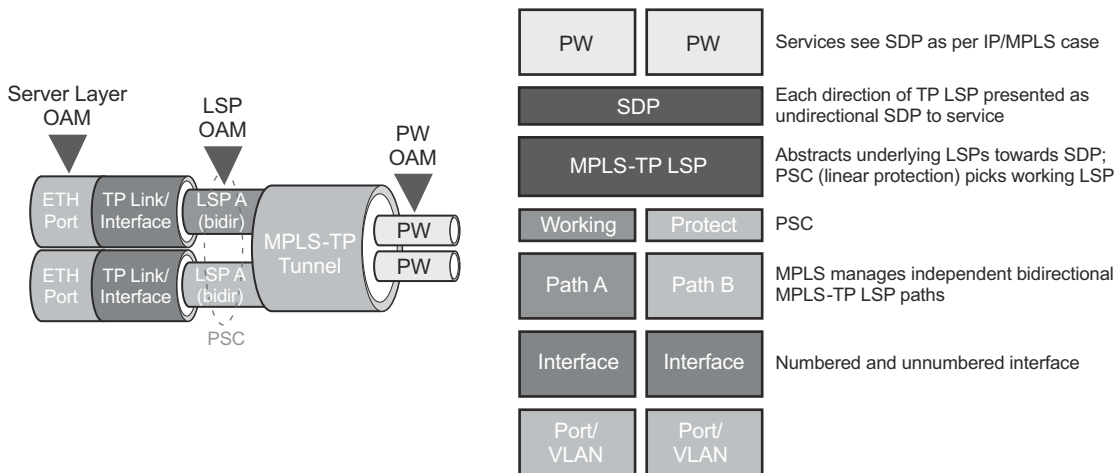 Server Layer
OAM
LSP
OAM
PW
OAM
ETH
Port
TP Link/
Interface
LSP A
(bidir)
MPLS-TP
Tunnel
PW
PW
ETH
Port
TP Link/
Interface
LSP A
(bidir)
PSC
PW
PW
Services see SDP as per IP/MPLS case
SDP
Each direction of TP LSP presented as
undirectional SDP to service
MPLS-TP LSP
Abstracts underlying LSPs towards SDP;
PSC (linear protection) picks working LSP
Working
Protect
PSC
Path A
Path B
MPLS manages independent bidirectional
MPLS-TP LSP paths
Interface
Interface
Numbered and unnumbered interface
Port/
VLAN
Port/
VLAN